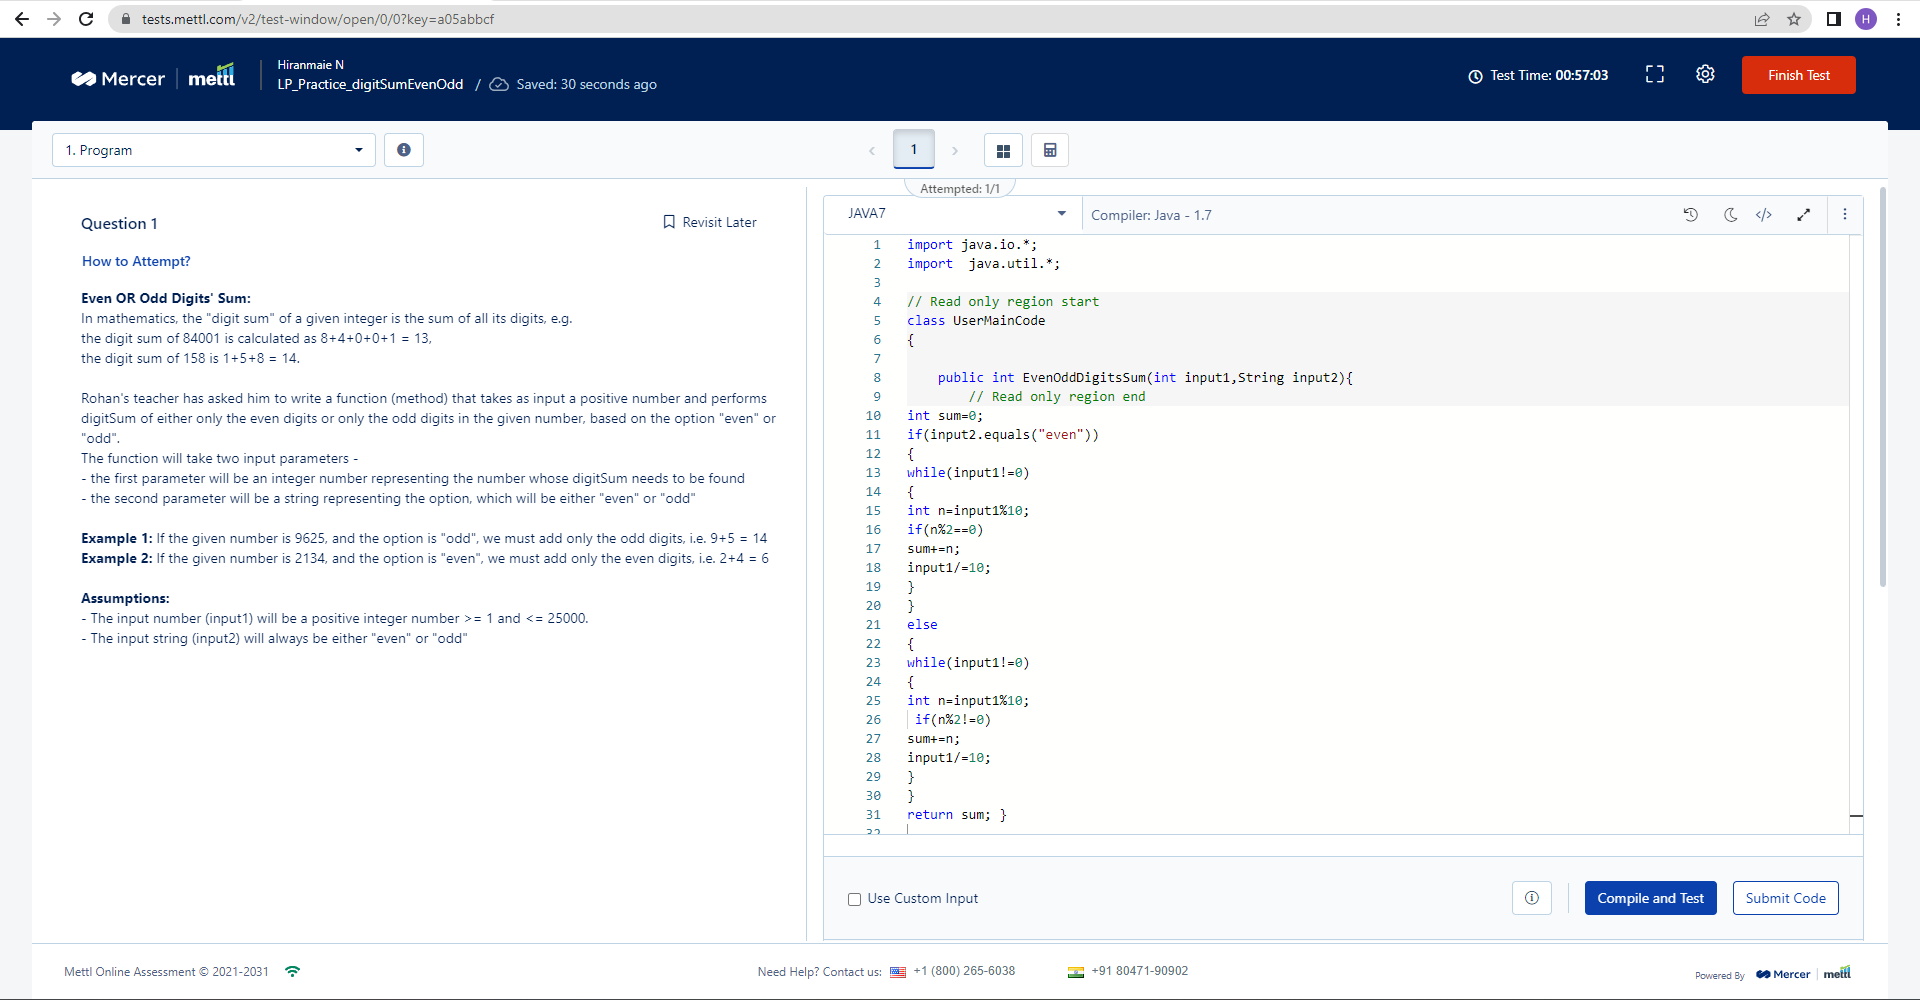 tests.mettl.com/v2/test-window/open/0/0?key=a05abbcf
H
Mercer mettl
Hiranmaie N
LP_Practice_digitSumEvenOdd / Saved: 30 seconds ago
Test Time: 00:57:03
Finish Test
1. Program
1
Attempted: 1/1
Question 1
Revisit Later
How to Attempt?
Even OR Odd Digits' Sum:
In mathematics, the "digit sum" of a given integer is the sum of all its digits, e.g.
the digit sum of 84001 is calculated as 8+4+0+0+1 = 13,
the digit sum of 158 is 1+5+8 = 14.
Rohan's teacher has asked him to write a function (method) that takes as input a positive number and performs
digitSum of either only the even digits or only the odd digits in the given number, based on the option "even" or
"odd".
The function will take two input parameters -
- the first parameter will be an integer number representing the number whose digitSum needs to be found
- the second parameter will be a string representing the option, which will be either "even" or "odd"
Example 1: If the given number is 9625, and the option is "odd", we must add only the odd digits, i.e. 9+5 = 14
Example 2: If the given number is 2134, and the option is "even", we must add only the even digits, i.e. 2+4 = 6
Assumptions:
- The input number (input1) will be a positive integer number >= 1 and <= 25000.
- The input string (input2) will always be either "even" or "odd"
JAVA7
Compiler: Java - 1.7
1 import java.io.*;
2 import  java.util.*;
3
4 // Read only region start
5 class UserMainCode
6 {
7
8     public int EvenOddDigitsSum(int input1,String input2){
9         // Read only region end
10 int sum=0;
11 if(input2.equals("even"))
12 {
13 while(input1!=0)
14 {
15 int n=input1%10;
16 if(n%2==0)
17 sum+=n;
18 input1/=10;
19 }
20 }
21 else
22 {
23 while(input1!=0)
24 {
25 int n=input1%10;
26  if(n%2!=0)
27 sum+=n;
28 input1/=10;
29 }
30 }
31 return sum; }
32
Use Custom Input
Compile and Test
Submit Code
Mettl Online Assessment © 2021-2031
Need Help? Contact us: +1 (800) 265-6038
+91 80471-90902
Powered By Mercer mettl